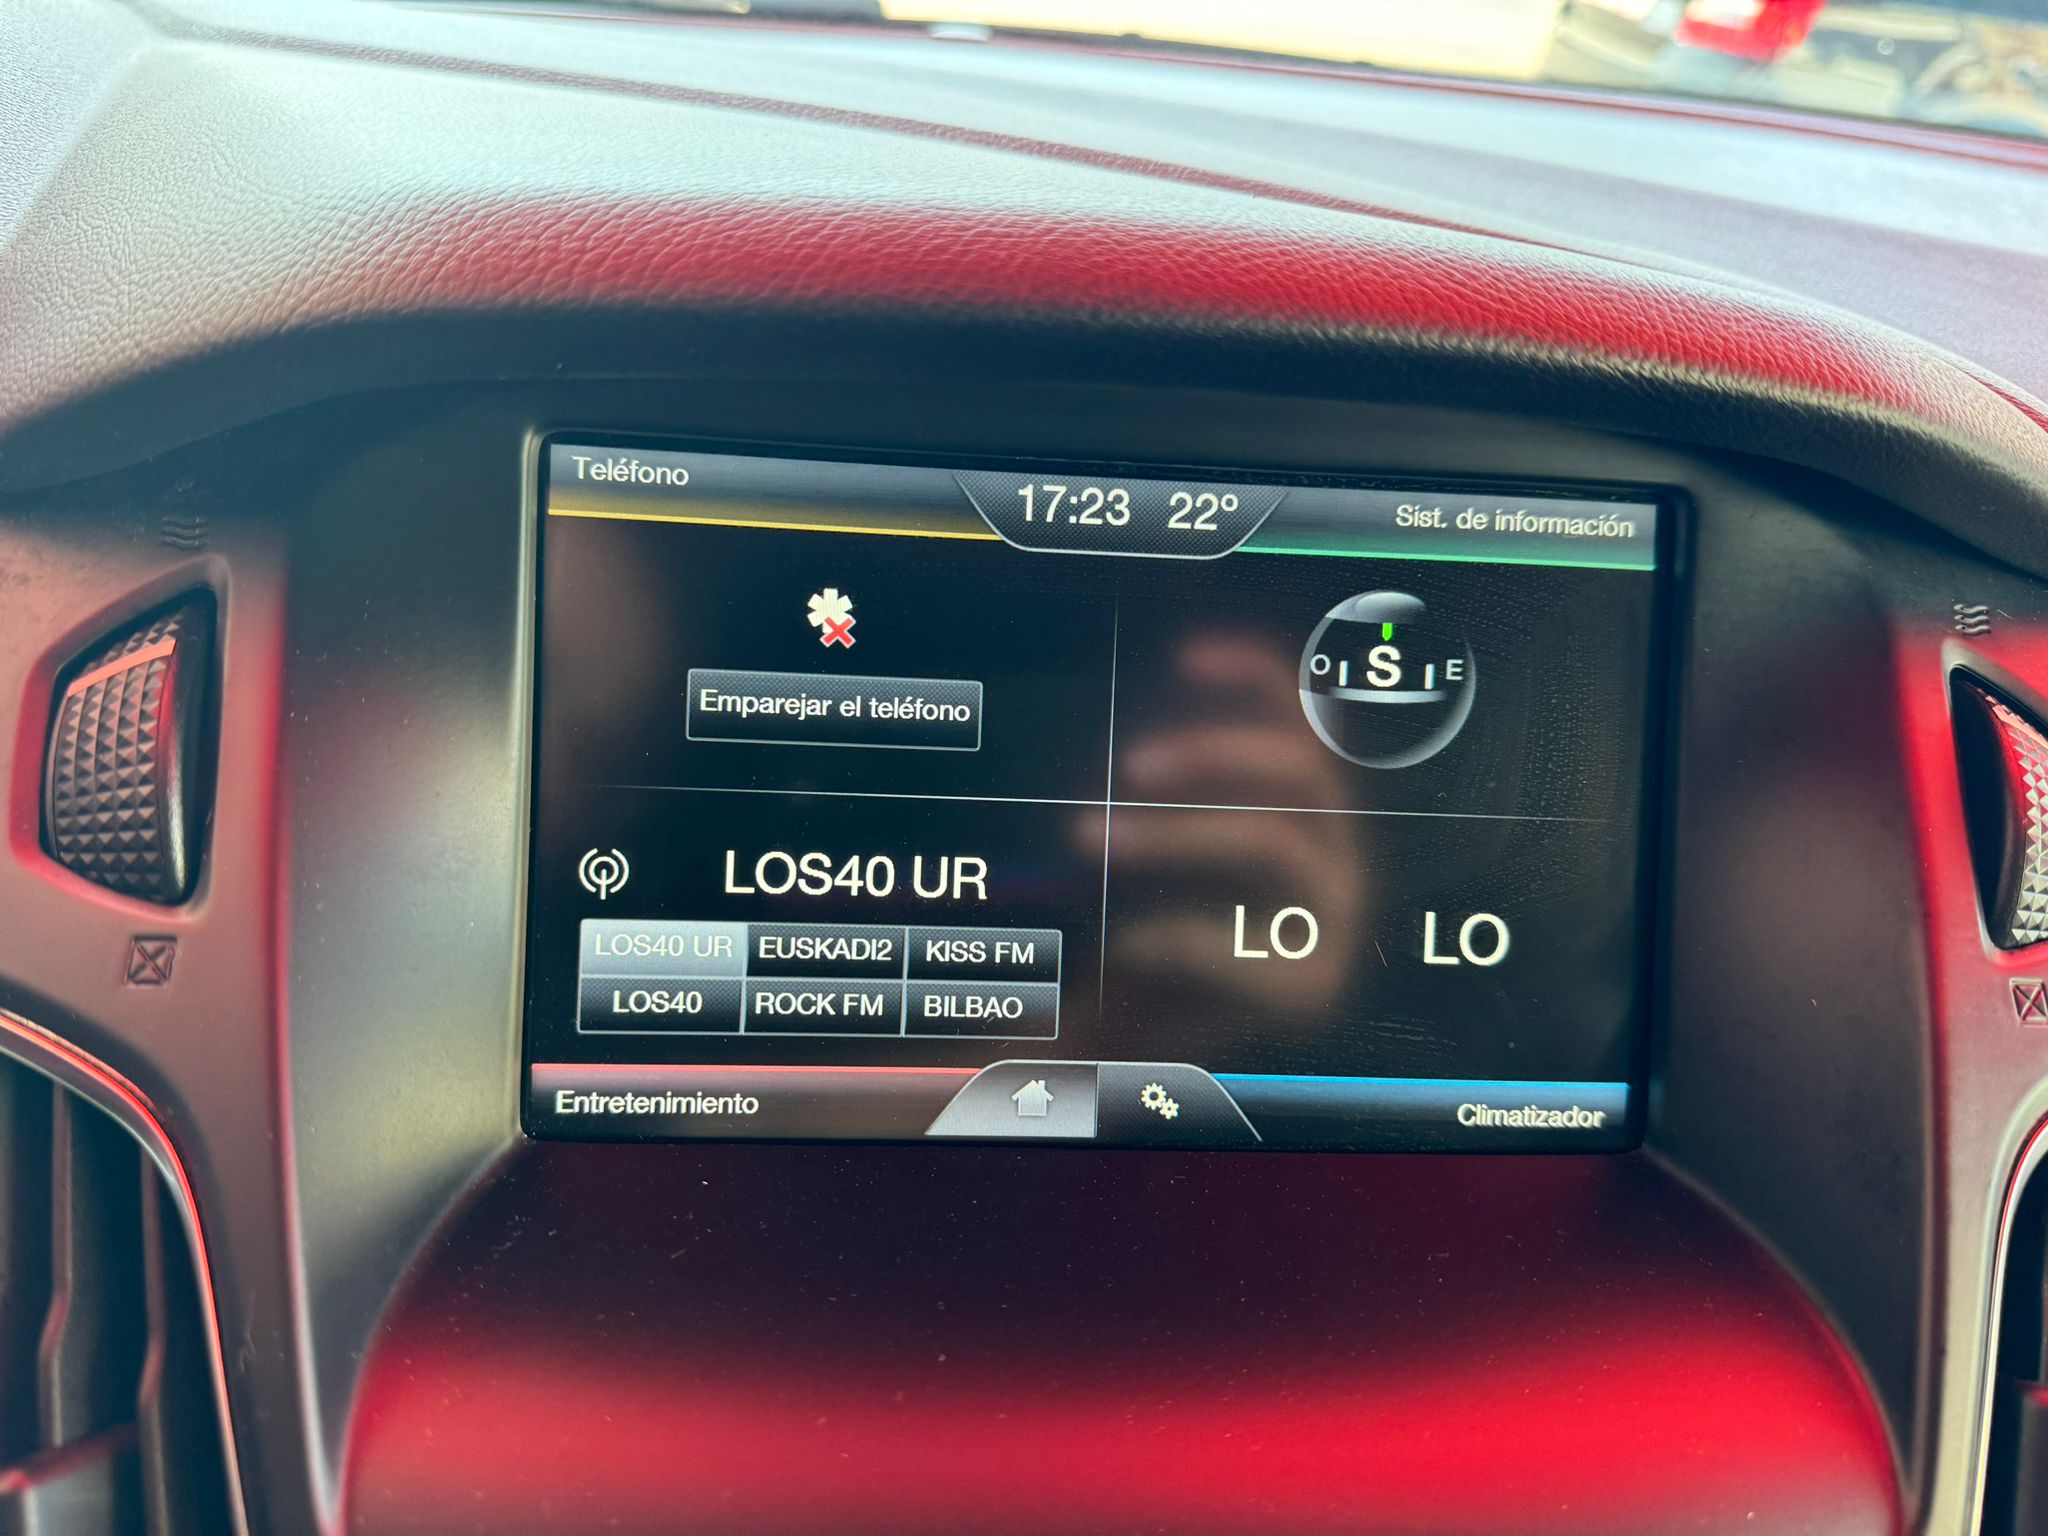 Teléfono
17:23 22º
Sist. de información
Emparejar el teléfono
O S E
LOS40 UR
LOS40 UR EUSKADI2 KISS FM
LOS40 ROCK FM BILBAO
LO LO
Entretenimiento
Climatizador